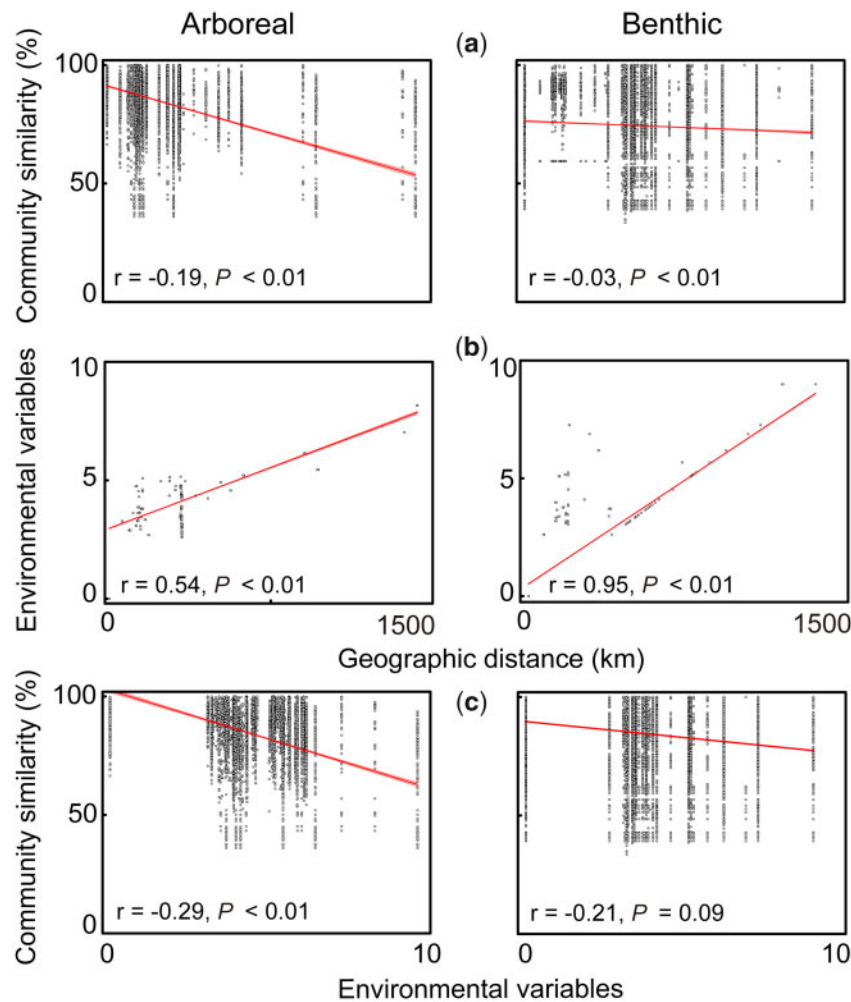 Arboreal Benthic
(a)
Community similarity (%)
100
50
0
r = -0.19, P < 0.01
r = -0.03, P < 0.01
(b)
Environmental variables
10
5
0
r = 0.54, P < 0.01
0 1500
10
5
0
r = 0.95, P < 0.01
0 1500
Geographic distance (km)
(c)
Community similarity (%)
100
50
0
r = -0.29, P < 0.01
r = -0.21, P = 0.09
0 10
0 10
Environmental variables